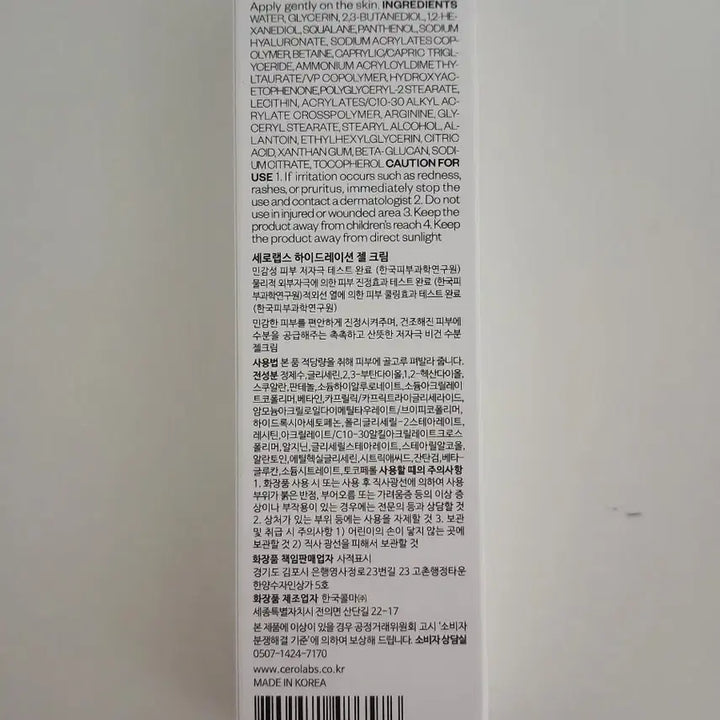 Apply gently on the skin. INGREDIENTS
WATER, GLYCERIN, 2,3-BUTANEDIOL, 1,2-HE-
XANEDIOL, SQUALANE, PANTHENOL, SODIUM
HYALURONATE, SODIUM ACRYLATES COP-
OLYMER, BETAINE, CAPRYLIC/CAPRIC TRIGL-
YCERIDE, AMMONIUM ACRYLOYLDIMETHY-
LTAURATE/VP COPOLYMER, HYDROXYAC-
ETOPHENONE, POLYGLYCERYL-2 STEARATE,
LECITHIN, ACRYLATES/C10-30 ALKYL AC-
RYLATE CROSSPOLYMER, ARGININE, GLY-
CERYL STEARATE, STEARYL ALCOHOL, AL-
LANTOIN, ETHYLHEXYLGLYCERIN, CITRIC
ACID, XANTHAN GUM, BETA-GLUCAN, SODI-
UM CITRATE, TOCOPHEROL CAUTION FOR
USE 1. If irritation occurs such as redness,
rashes, or pruritus, immediately stop the
use and contact a dermatologist 2. Do not
use in injured or wounded area 3. Keep the
product away from children's reach 4. Keep
the product away from direct sunlight
세로랩스 하이드레이션 젤 크림
민감성 피부 저자극 테스트 완료 (한국피부과학연구원)
물리적 외부자극에 의한 피부 진정효과 테스트 완료 (한국피
부과학연구원)적외선 열에 의한 피부 쿨링효과 테스트 완료
(한국피부과학연구원)
민감한 피부를 편안하게 진정시켜주며, 건조해진 피부에
수분을 공급해주는 촉촉하고 산뜻한 저자극 비건 수분
젤크림
사용법 본 품 적당량을 취해 피부에 골고루 펴발라 줍니다.
전성분 정제수,글리세린,2,3-부탄다이올,1,2-헥산다이올,
스쿠알란,판테놀,소듐하이알루로네이트,소듐아크릴레이
트코폴리머,베타인,카프릴릭/카프릭트라이글리세라이드,
암모늄아크릴로일다이메틸타우레이트/브이피코폴리머,
하이드록시아세토페논,폴리글리세릴-2스테아레이트,
레시틴,아크릴레이트/C10-30알킬아크릴레이트크로스
폴리머,알지닌,글리세릴스테아레이트,스테아릴알코올,
알란토인,에틸헥실글리세린,시트릭애씨드,잔탄검,베타-
글루칸,소듐시트레이트,토코페롤 사용할 때의 주의사항
1. 화장품 사용 시 또는 사용 후 직사광선에 의하여 사용
부위가 붉은 반점, 부어오름 또는 가려움증 등의 이상 증
상이나 부작용이 있는 경우에는 전문의 등과 상담할 것
2. 상처가 있는 부위 등에는 사용을 자제할 것 3. 보관
및 취급 시 주의사항 1) 어린이의 손이 닿지 않는 곳에
보관할 것 2) 직사 광선을 피해서 보관할 것
화장품 책임판매업자 사적표시
경기도 김포시 은행영사정로23번길 23 고촌행정타운
한양수자인상가 5호
화장품 제조업자 한국콜마㈜
세종특별자치시 전의면 산단길 22-17
본 제품에 이상이 있을 경우 공정거래위원회 고시 '소비자
분쟁해결 기준'에 의하여 보상해 드립니다. 소비자 상담실
0507-1424-7170
www.cerolabs.co.kr
MADE IN KOREA